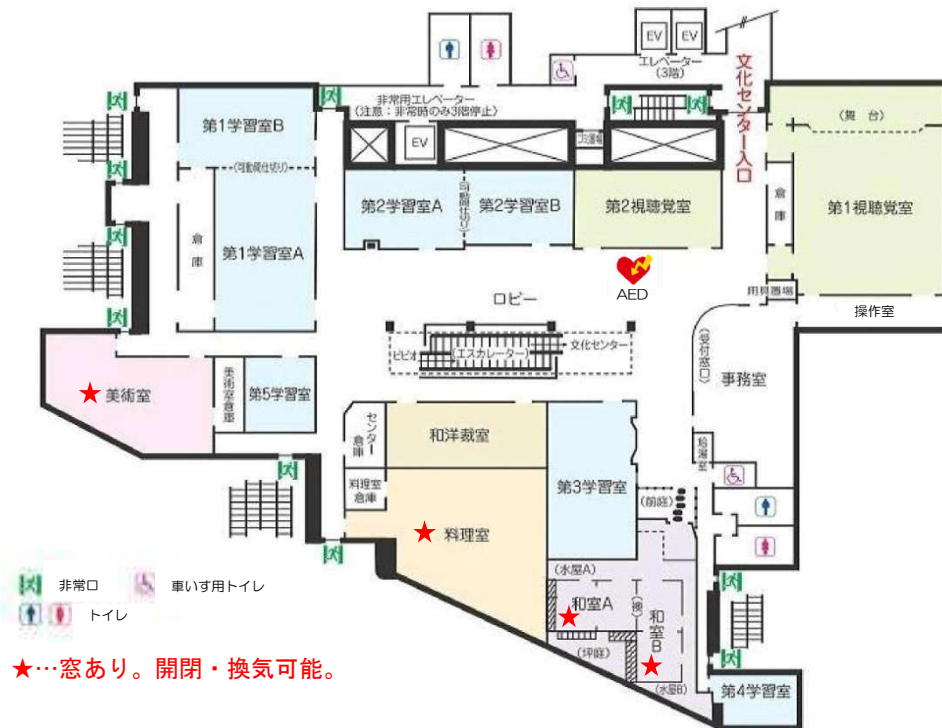 EV
EV
エレベーター
(3階)
文化センター入口
非常用エレベーター
(注意：非常時のみ3階停止)
EV
ゴミ置場
第1学習室B
(可動間仕切り)
第1学習室A
倉庫
第2学習室A
(可動間仕切り)
第2学習室B
第2視聴覚室
(舞台)
倉庫
第1視聴覚室
AED
用具置場
操作室
ロビー
ビビオ
(エスカレーター)
文化センター
(受付窓口)
事務室
★美術室
美術室倉庫
第5学習室
センター倉庫
和洋裁室
料理室
倉庫
★料理室
第3学習室
給湯室
(前庭)
(水屋A)
和室A
★
(襖)
和室B
★
(坪庭)
(水屋B)
第4学習室
非常口
車いす用トイレ
トイレ
★…窓あり。開閉・換気可能。